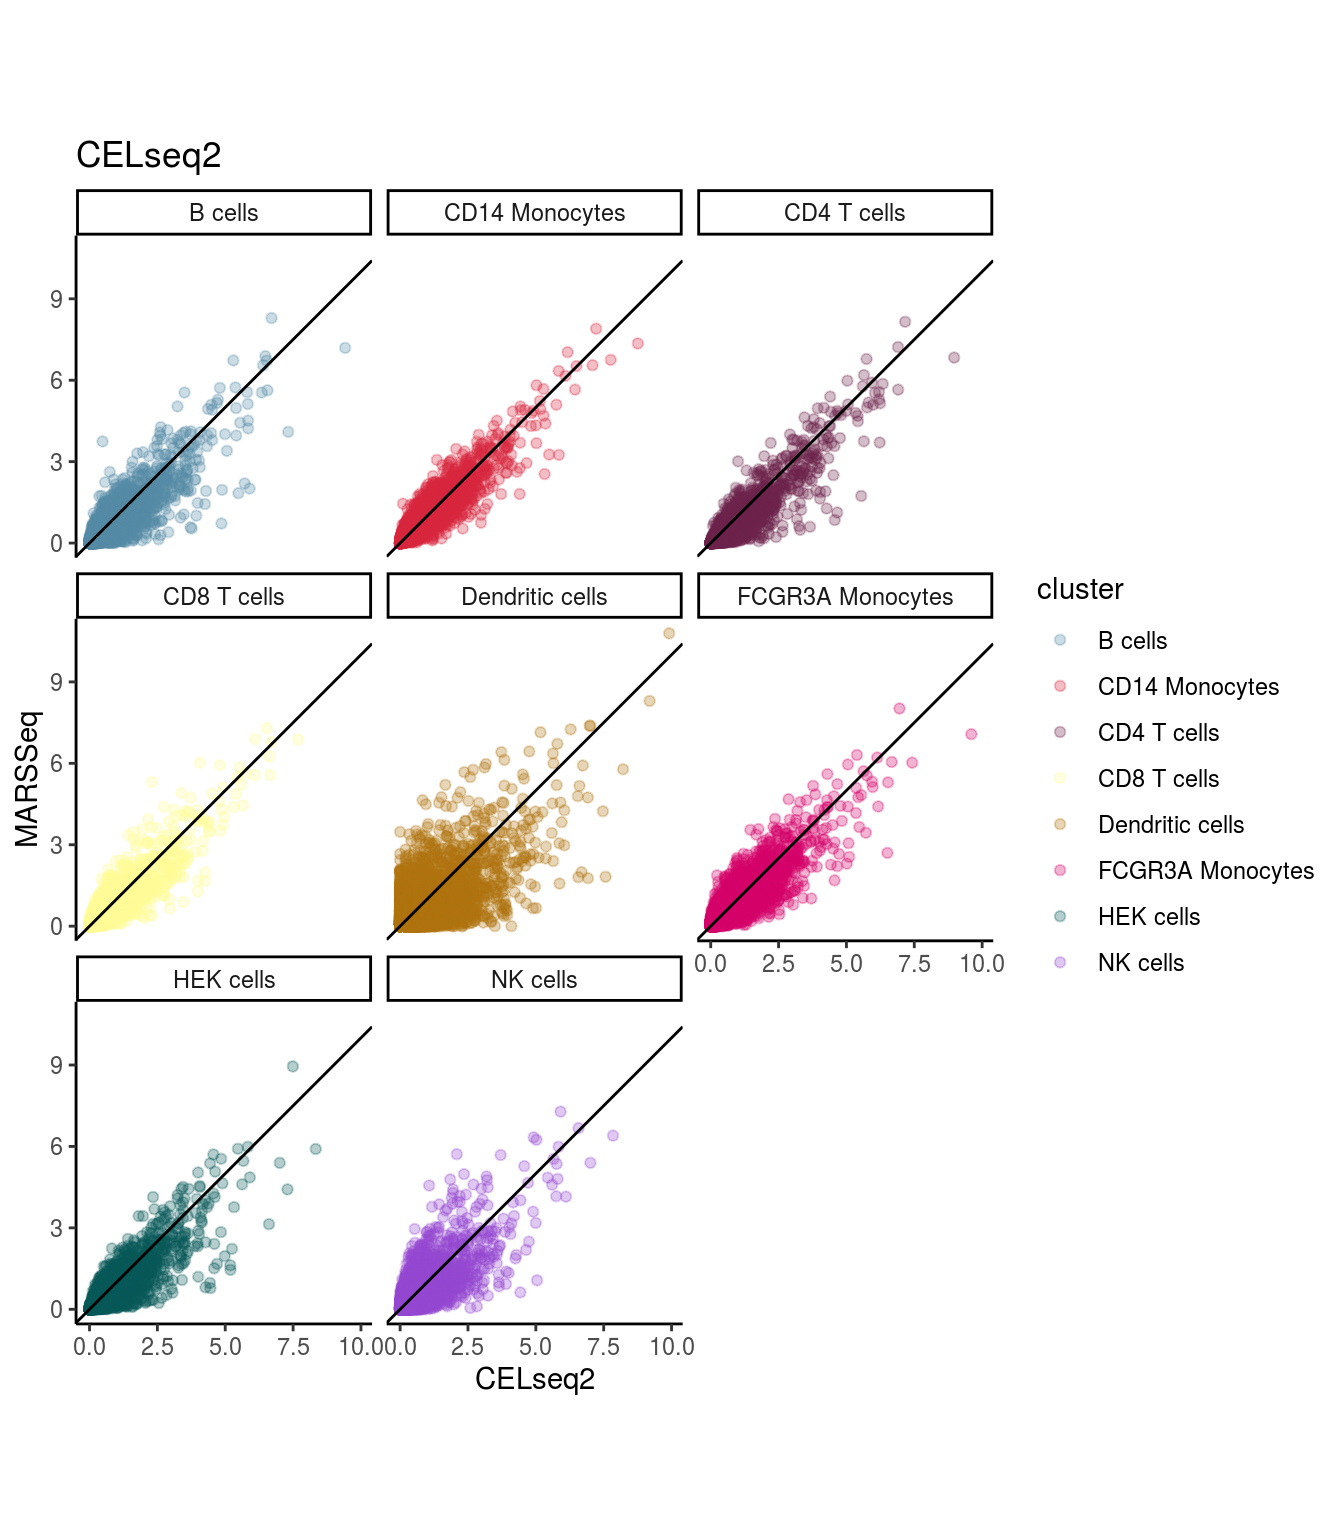 CELseq2
B cells
CD14 Monocytes
CD4 T cells
9
6
3
0
CD8 T cells
Dendritic cells
FCGR3A Monocytes
9
6
3
0
MARSSeq
0.0 2.5 5.0 7.5 10.0
HEK cells
NK cells
9
6
3
0
0.0 2.5 5.0 7.5 10.0
0.0 2.5 5.0 7.5 10.0
CELseq2
cluster
B cells
CD14 Monocytes
CD4 T cells
CD8 T cells
Dendritic cells
FCGR3A Monocytes
HEK cells
NK cells